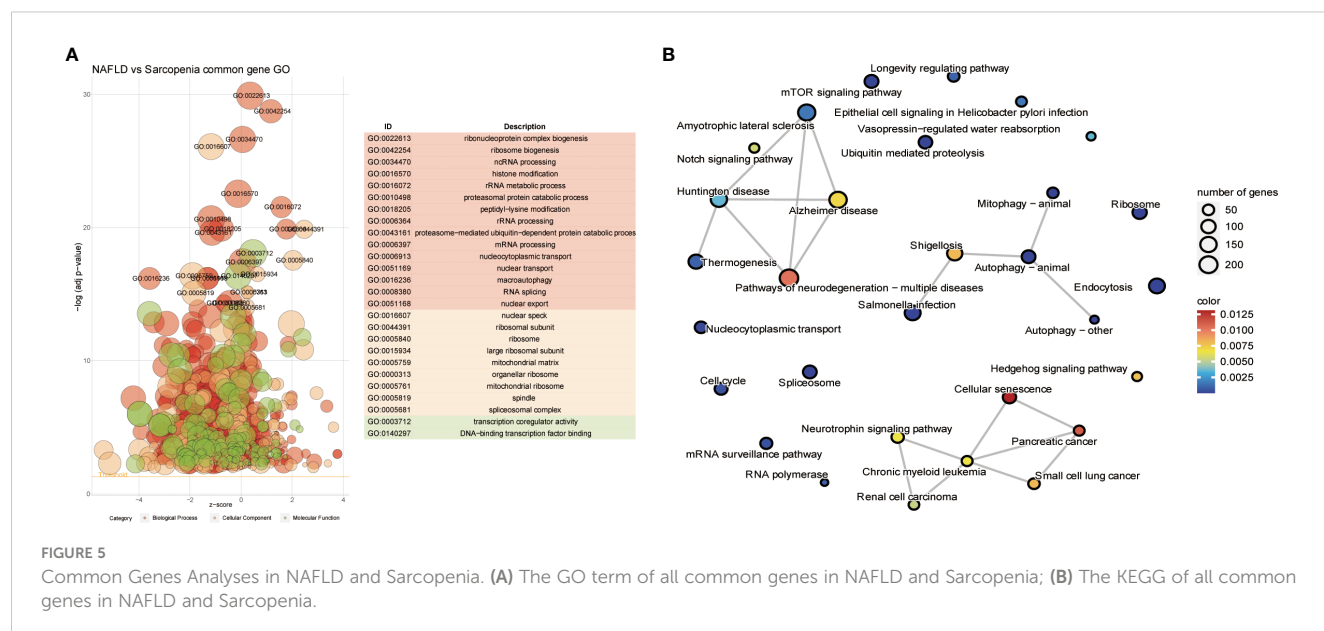 A
NAFLD vs Sarcopenia common gene GO
−log (adj p-value)
30
20
10
0
−4
−2
0
2
4
z-score
GO:0022613
GO:0042254
GO:0034470
GO:0016607
GO:0016570
GO:0016072
GO:0010498
GO:0018205
GO:0043161
GO:0003712
GO:0006397
GO:0005840
GO:0015934
GO:0016236
GO:0005819
GO:0005681
Category
Biological Process
Cellular Component
Molecular Function
ID Description
GO:0022613 ribonucleoprotein complex biogenesis
GO:0042254 ribosome biogenesis
GO:0034470 ncRNA processing
GO:0016570 histone modification
GO:0016072 rRNA metabolic process
GO:0010498 proteasomal protein catabolic process
GO:0018205 peptidyl-lysine modification
GO:0006364 rRNA processing
GO:0043161 proteasome-mediated ubiquitin-dependent protein catabolic proces
GO:0006397 mRNA processing
GO:0006913 nucleocytoplasmic transport
GO:0051169 nuclear transport
GO:0016236 macroautophagy
GO:0008380 RNA splicing
GO:0051168 nuclear export
GO:0016607 nuclear speck
GO:0044391 ribosomal subunit
GO:0005840 ribosome
GO:0015934 large ribosomal subunit
GO:0005759 mitochondrial matrix
GO:0000313 organellar ribosome
GO:0005761 mitochondrial ribosome
GO:0005819 spindle
GO:0005681 spliceosomal complex
GO:0003712 transcription coregulator activity
GO:0140297 DNA-binding transcription factor binding
B
Longevity regulating pathway
mTOR signaling pathway
Epithelial cell signaling in Helicobacter pylori infection
Amyotrophic lateral sclerosis
Vasopressin−regulated water reabsorption
Notch signaling pathway
Ubiquitin mediated proteolysis
Huntington disease
Alzheimer disease
Mitophagy − animal
Ribosome
Shigellosis
Thermogenesis
Autophagy − animal
Pathways of neurodegeneration − multiple diseases
Endocytosis
Salmonella infection
Nucleocytoplasmic transport
Autophagy − other
Hedgehog signaling pathway
Cell cycle
Spliceosome
Cellular senescence
Neurotrophin signaling pathway
Pancreatic cancer
mRNA surveillance pathway
Chronic myeloid leukemia
RNA polymerase
Small cell lung cancer
Renal cell carcinoma
number of genes
50
100
150
200
color
0.0125
0.0100
0.0075
0.0050
0.0025
FIGURE 5
Common Genes Analyses in NAFLD and Sarcopenia. (A) The GO term of all common genes in NAFLD and Sarcopenia; (B) The KEGG of all common
genes in NAFLD and Sarcopenia.